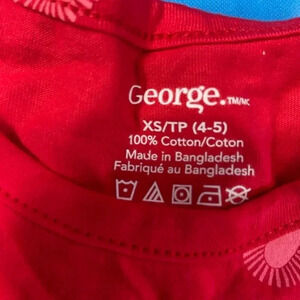 George.™/MC
XS/TP (4-5)
100% Cotton/Coton
Made in Bangladesh
Fabriqué au Bangladesh